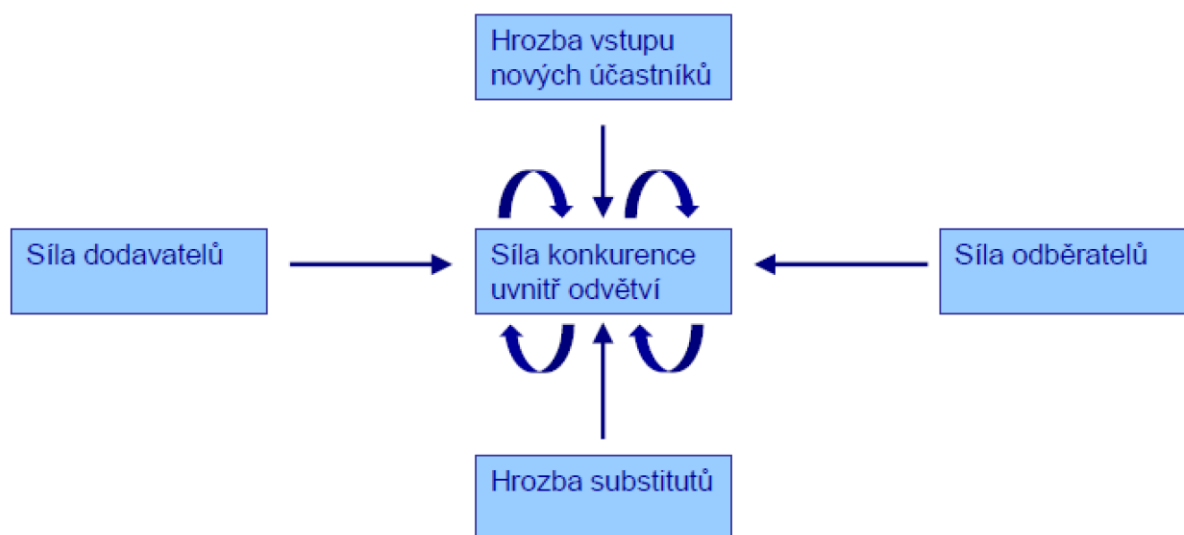 Hrozba vstupu
nových účastníků
Síla dodavatelů
Síla konkurence
uvnitř odvětví
Síla odběratelů
Hrozba substitutů